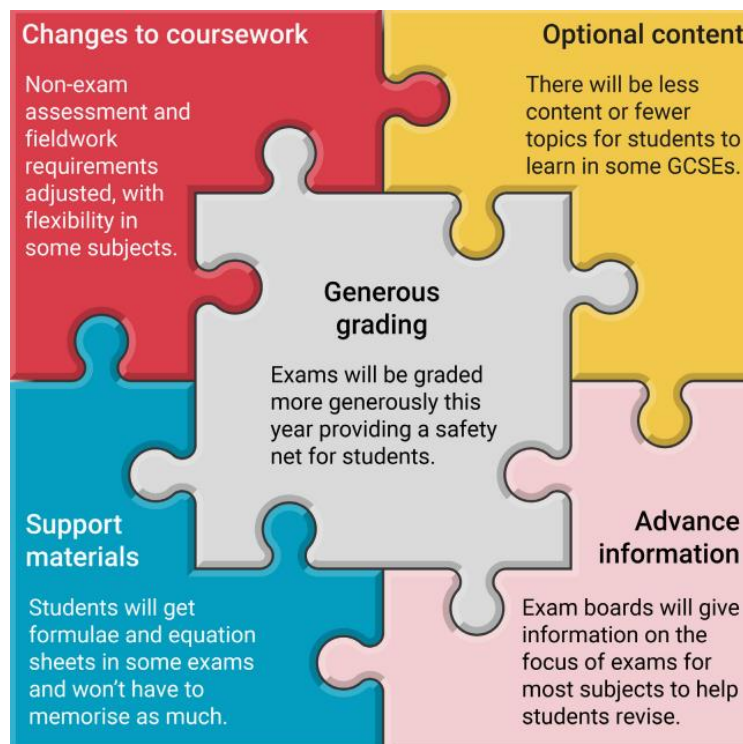 Changes to coursework
Non-exam
assessment and
fieldwork
requirements
adjusted, with
flexibility in
some subjects.
Optional content
There will be less
content or fewer
topics for students to
learn in some GCSEs.
Generous
grading
Exams will be graded
more generously this
year providing a safety
net for students.
Support
materials
Students will get
formulae and equation
sheets in some exams
and won’t have to
memorise as much.
Advance
information
Exam boards will give
information on the
focus of exams for
most subjects to help
students revise.